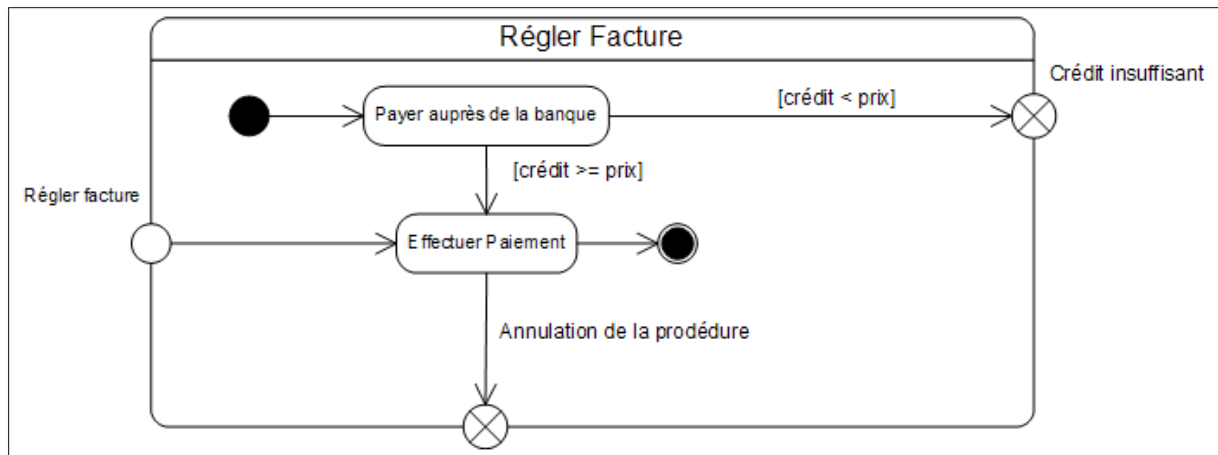 Régler Facture
Crédit insuffisant
[crédit < prix]
Payer auprès de la banque
[crédit >= prix]
Régler facture
Effectuer Paiement
Annulation de la prodédure